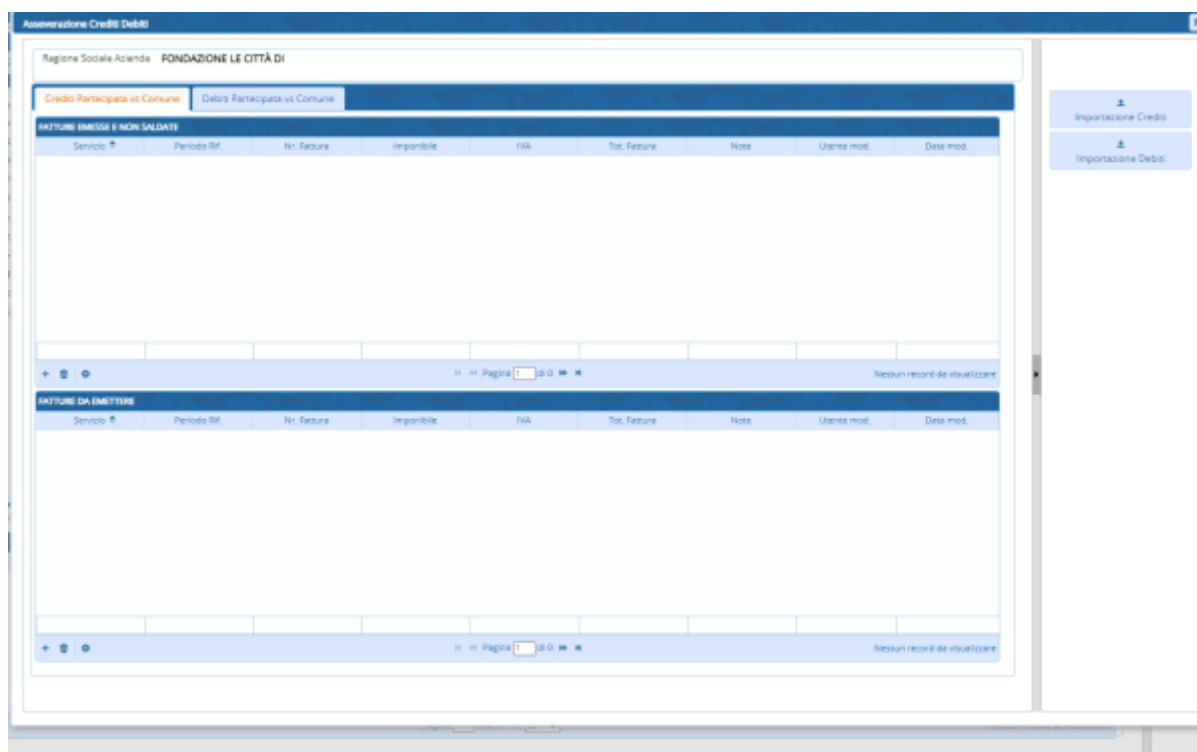 Asseverazione Crediti Debiti
Ragione Sociale Azienda FONDAZIONE LE CITTÀ DI
Crediti Partecipata vs Comune Debiti Partecipata vs Comune
FATTURE EMESSE E NON SALDATE
Servizio Periodo Rif. Nr. Fattura Imponibile IVA Tot. Fattura Note Utente mod. Data mod.
Pagina 1 di 0 Nessun record da visualizzare
FATTURE DA EMETTERE
Servizio Periodo Rif. Nr. Fattura Imponibile IVA Tot. Fattura Note Utente mod. Data mod.
Pagina 1 di 0 Nessun record da visualizzare
Importazione Crediti
Importazione Debiti